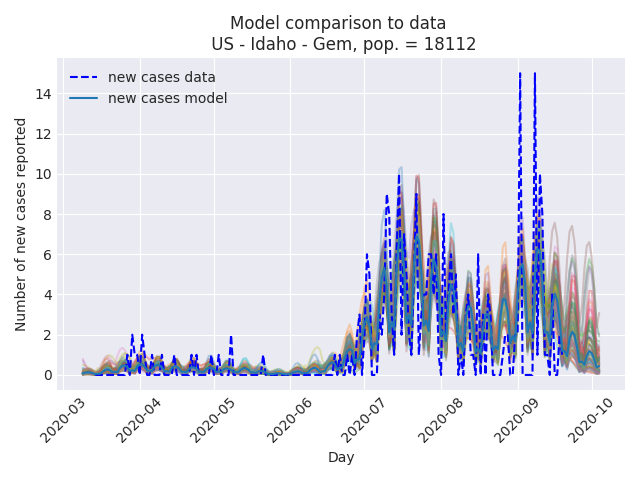 Model comparison to data
US - Idaho - Gem, pop. = 18112
new cases data
new cases model
Number of new cases reported
14
12
10
8
6
4
2
0
2020-03
2020-04
2020-05
2020-06
2020-07
2020-08
2020-09
2020-10
Day